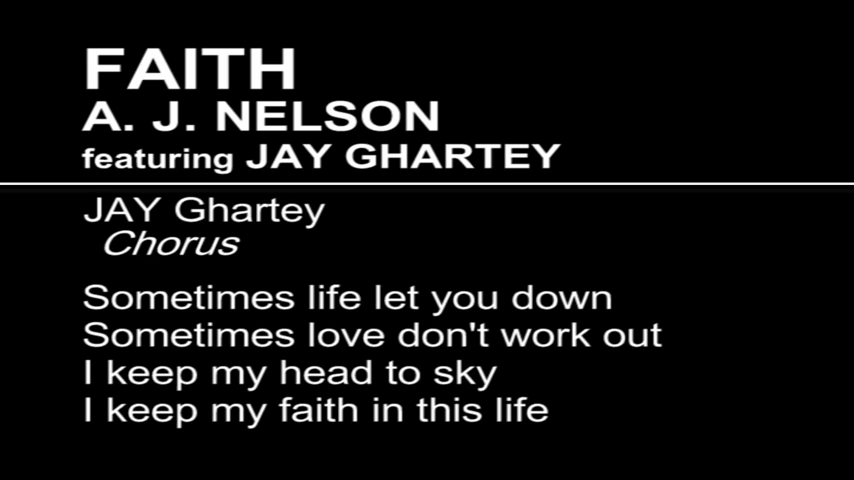 FAITH
A. J. NELSON
featuring JAY GHARTEY
JAY Ghartey
Chorus
Sometimes life let you down
Sometimes love don't work out
I keep my head to sky
I keep my faith in this life